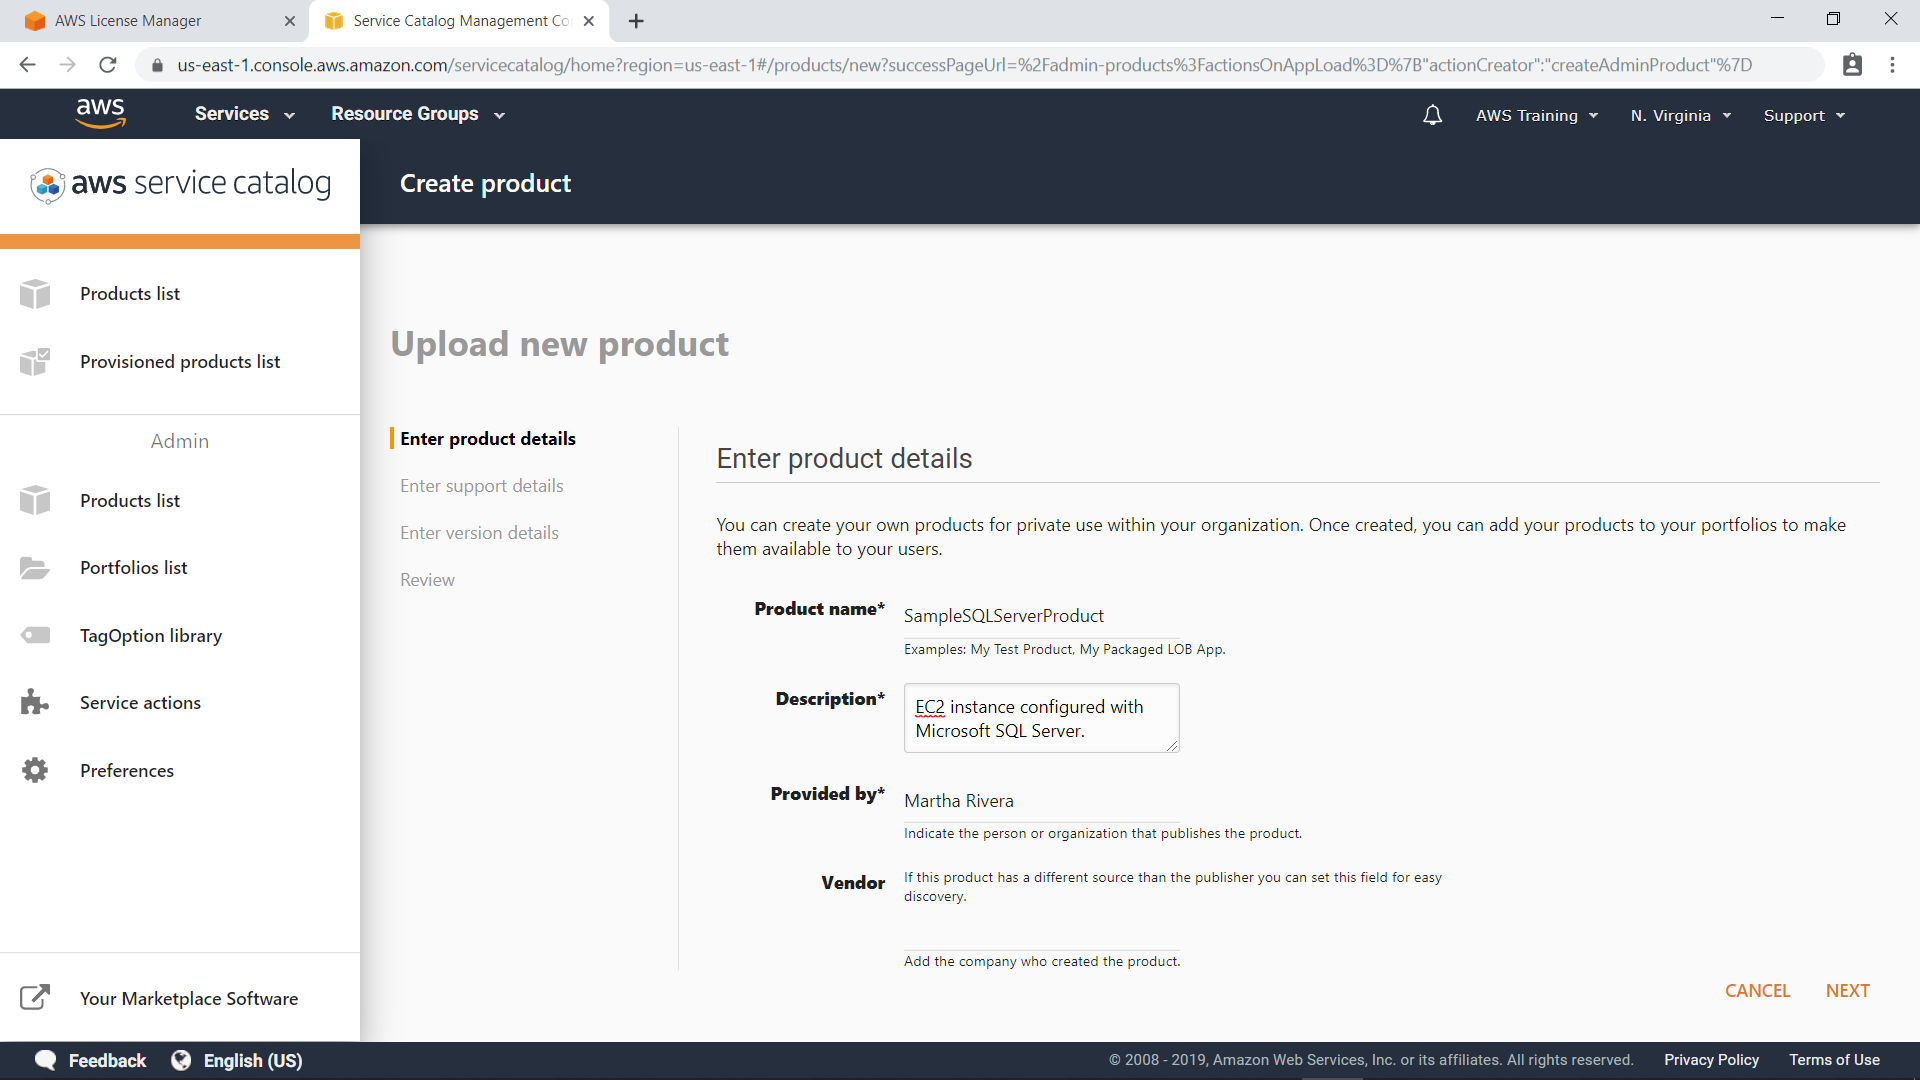 AWS License Manager
Service Catalog Management Co
us-east-1.console.aws.amazon.com/servicecatalog/home?region=us-east-1#/products/new?successPageUrl=%2Fadmin-products%3FactionsOnAppLoad%3D%7B"actionCreator":"createAdminProduct"%7D
aws
Services
Resource Groups
AWS Training
N. Virginia
Support
aws service catalog
Create product
Products list
Provisioned products list
Admin
Products list
Portfolios list
TagOption library
Service actions
Preferences
Your Marketplace Software
Upload new product
Enter product details
Enter support details
Enter version details
Review
Enter product details
You can create your own products for private use within your organization. Once created, you can add your products to your portfolios to make
them available to your users.
Product name*
SampleSQLServerProduct
Examples: My Test Product, My Packaged LOB App.
Description*
EC2 instance configured with
Microsoft SQL Server.
Provided by*
Martha Rivera
Indicate the person or organization that publishes the product.
Vendor
If this product has a different source than the publisher you can set this field for easy
discovery.
Add the company who created the product.
CANCEL
NEXT
Feedback
English (US)
© 2008 - 2019, Amazon Web Services, Inc. or its affiliates. All rights reserved.
Privacy Policy
Terms of Use